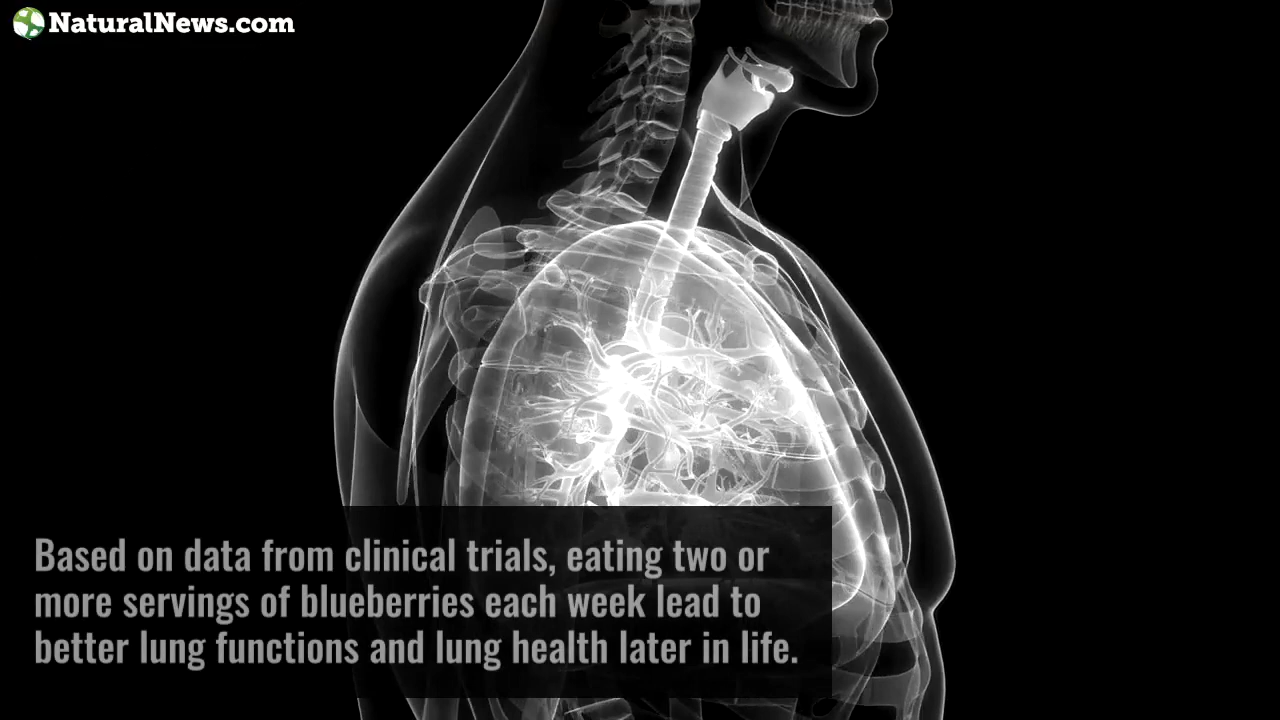 NaturalNews.com
Based on data from clinical trials, eating two or
more servings of blueberries each week lead to
better lung functions and lung health later in life.